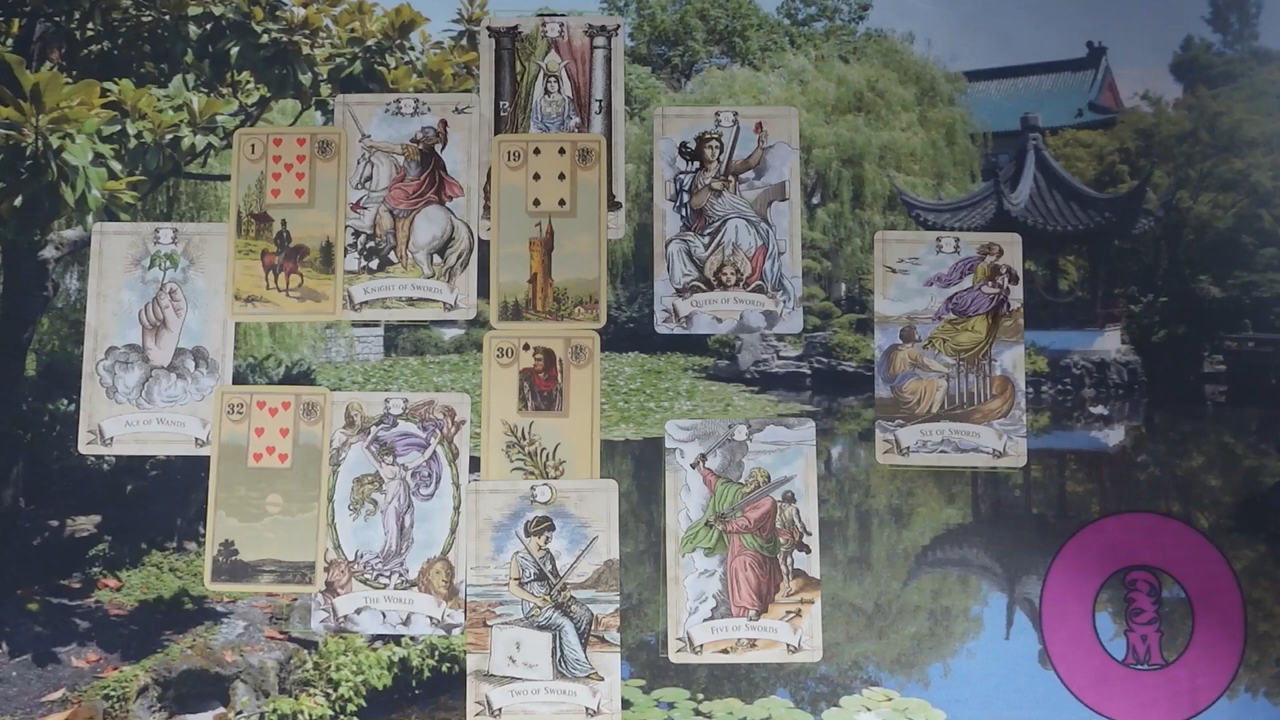 B J
1
KNIGHT OF SWORDS
19
QUEEN OF SWORDS
ACE OF WANDS
30
SIX OF SWORDS
32
THE WORLD
FIVE OF SWORDS
TWO OF SWORDS